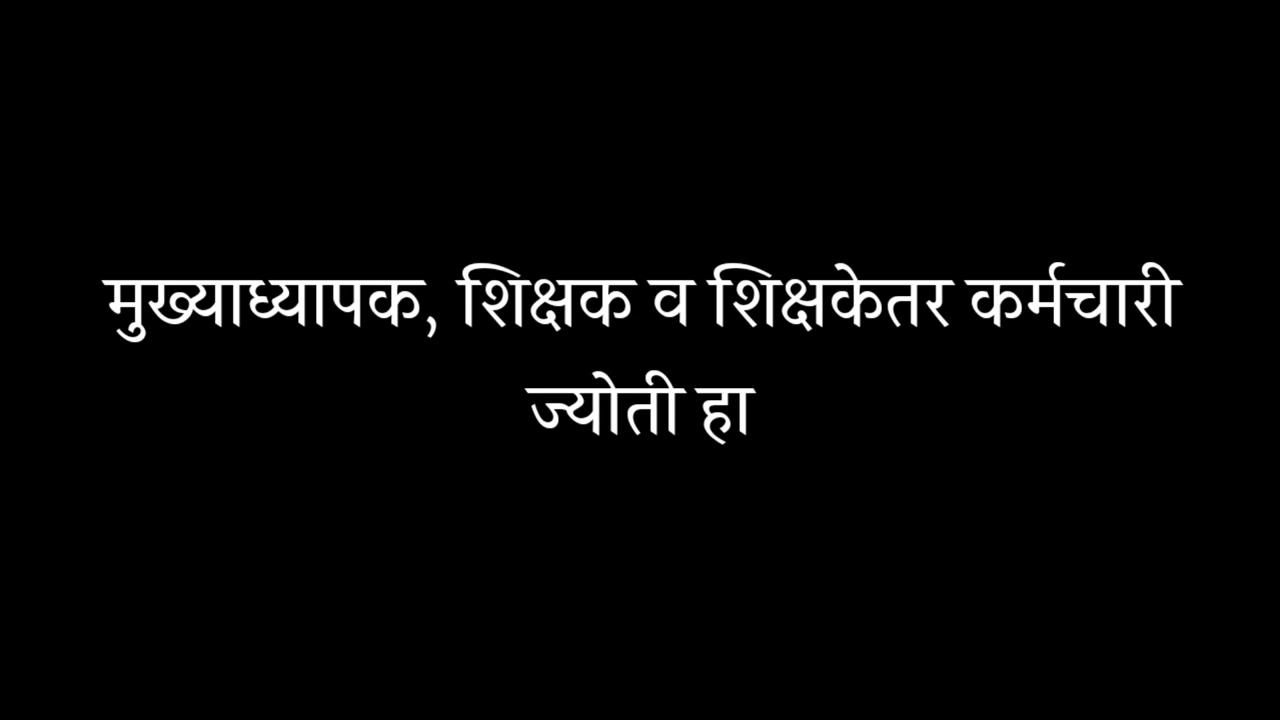 मुख्याध्यापक, शिक्षक व शिक्षकेतर कर्मचारी
ज्योती हा